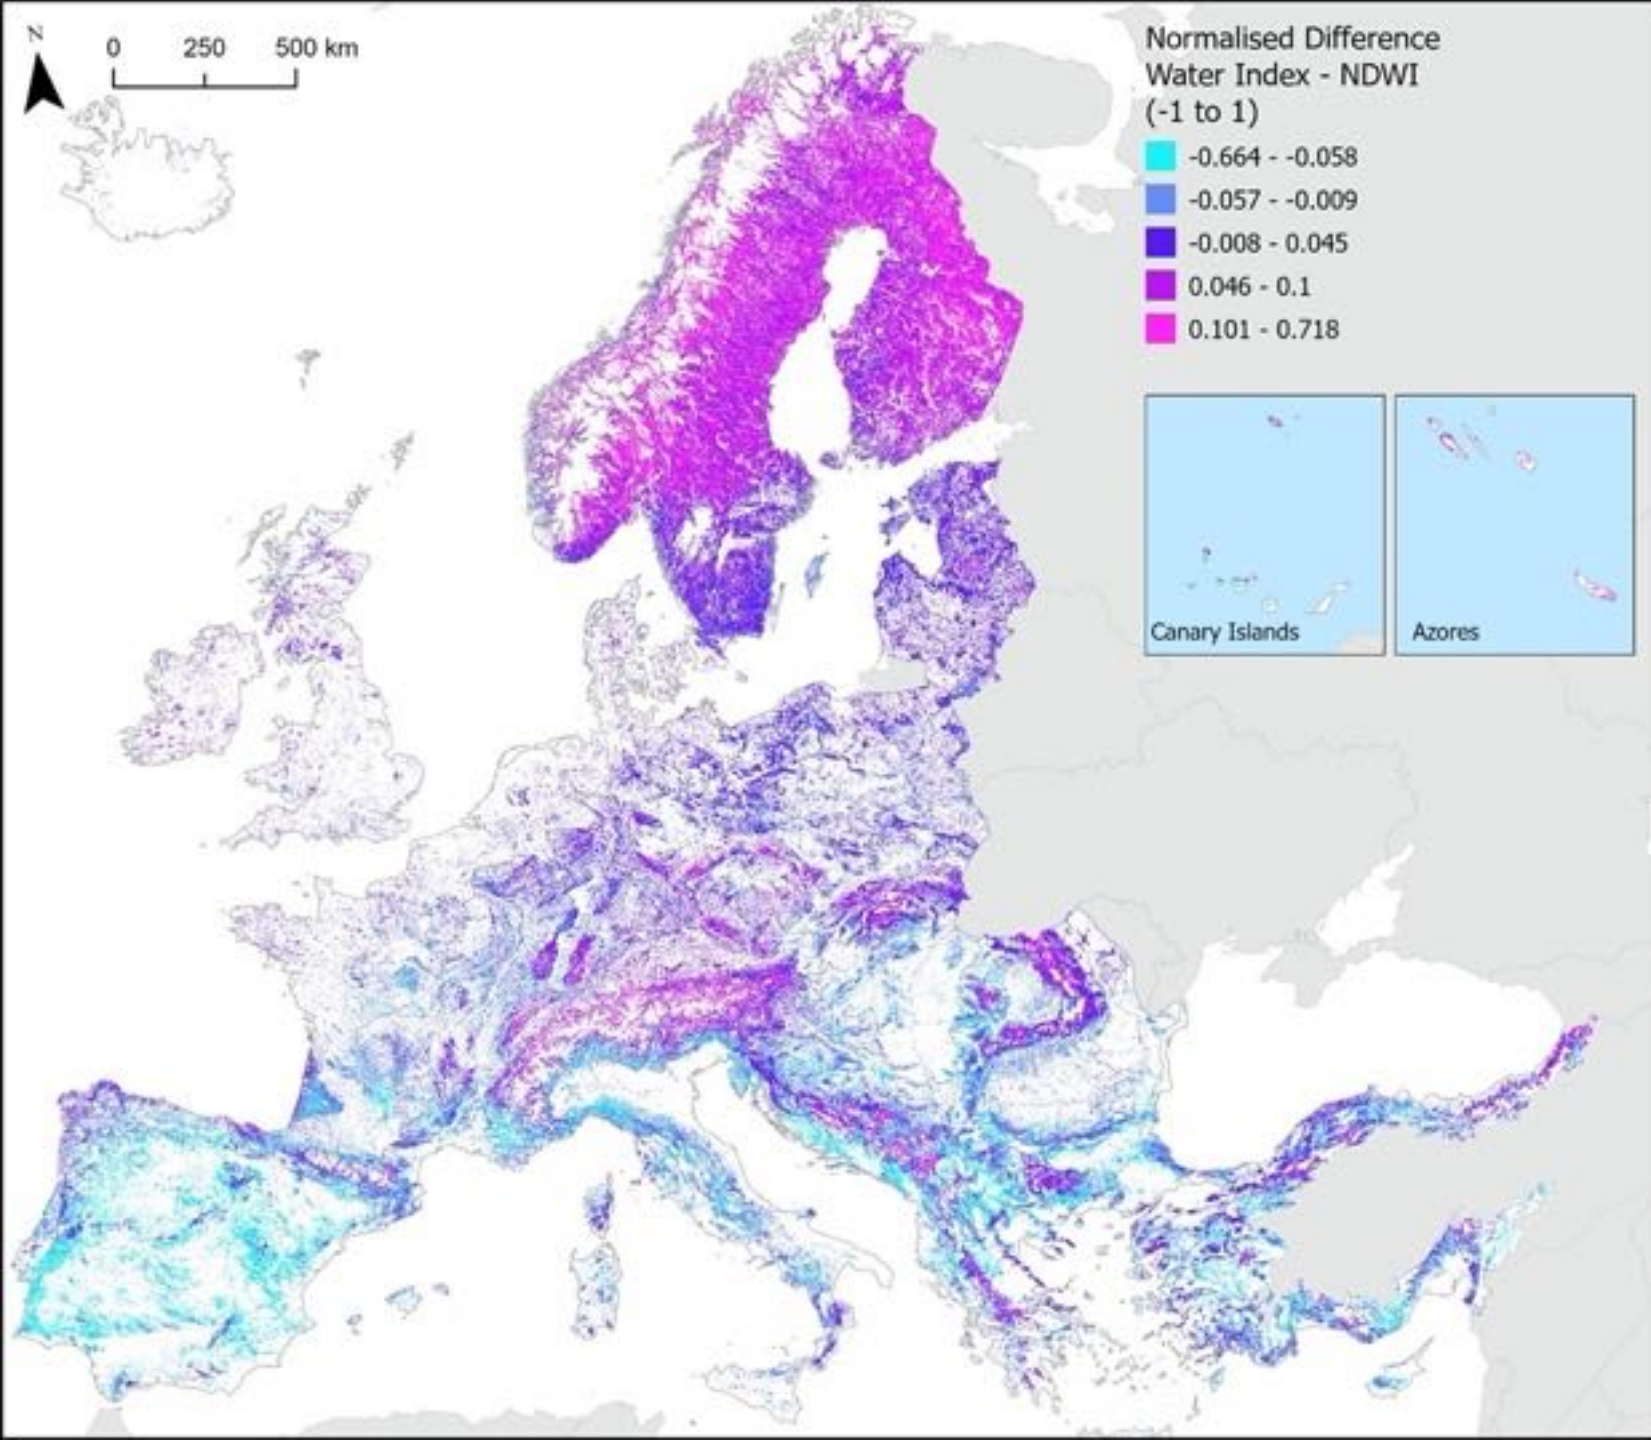 N
0 250 500 km
Normalised Difference
Water Index - NDWI
(-1 to 1)
-0.664 - -0.058
-0.057 - -0.009
-0.008 - 0.045
0.046 - 0.1
0.101 - 0.718
Canary Islands
Azores